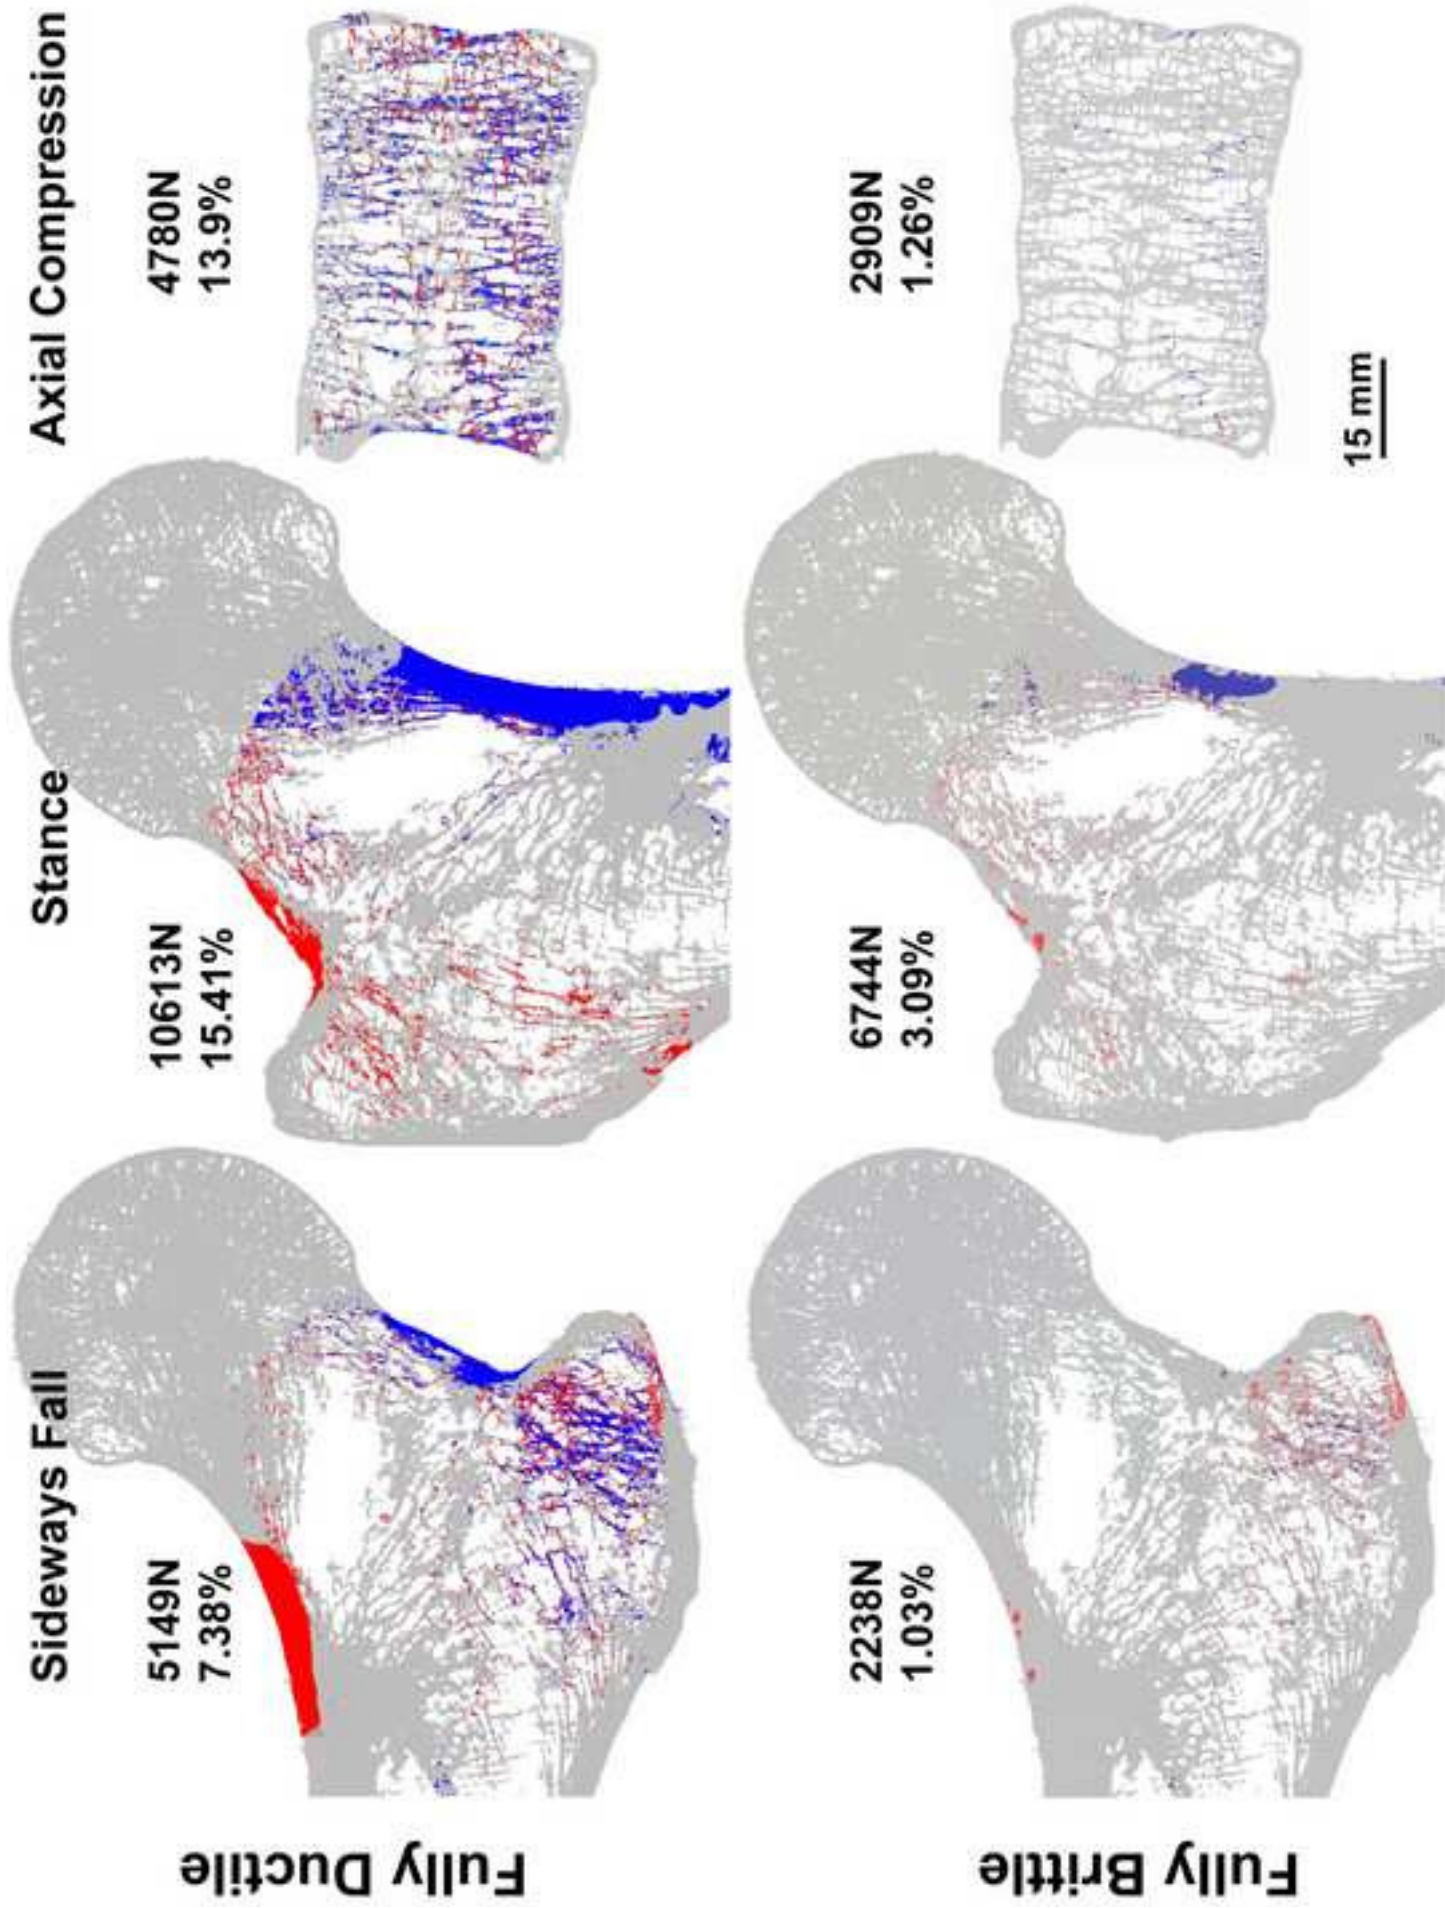 Sideways Fall
Stance
Axial Compression
Fully Ductile
5149N
7.38%
10613N
15.41%
4780N
13.9%
Fully Brittle
2238N
1.03%
6744N
3.09%
2909N
1.26%
15 mm